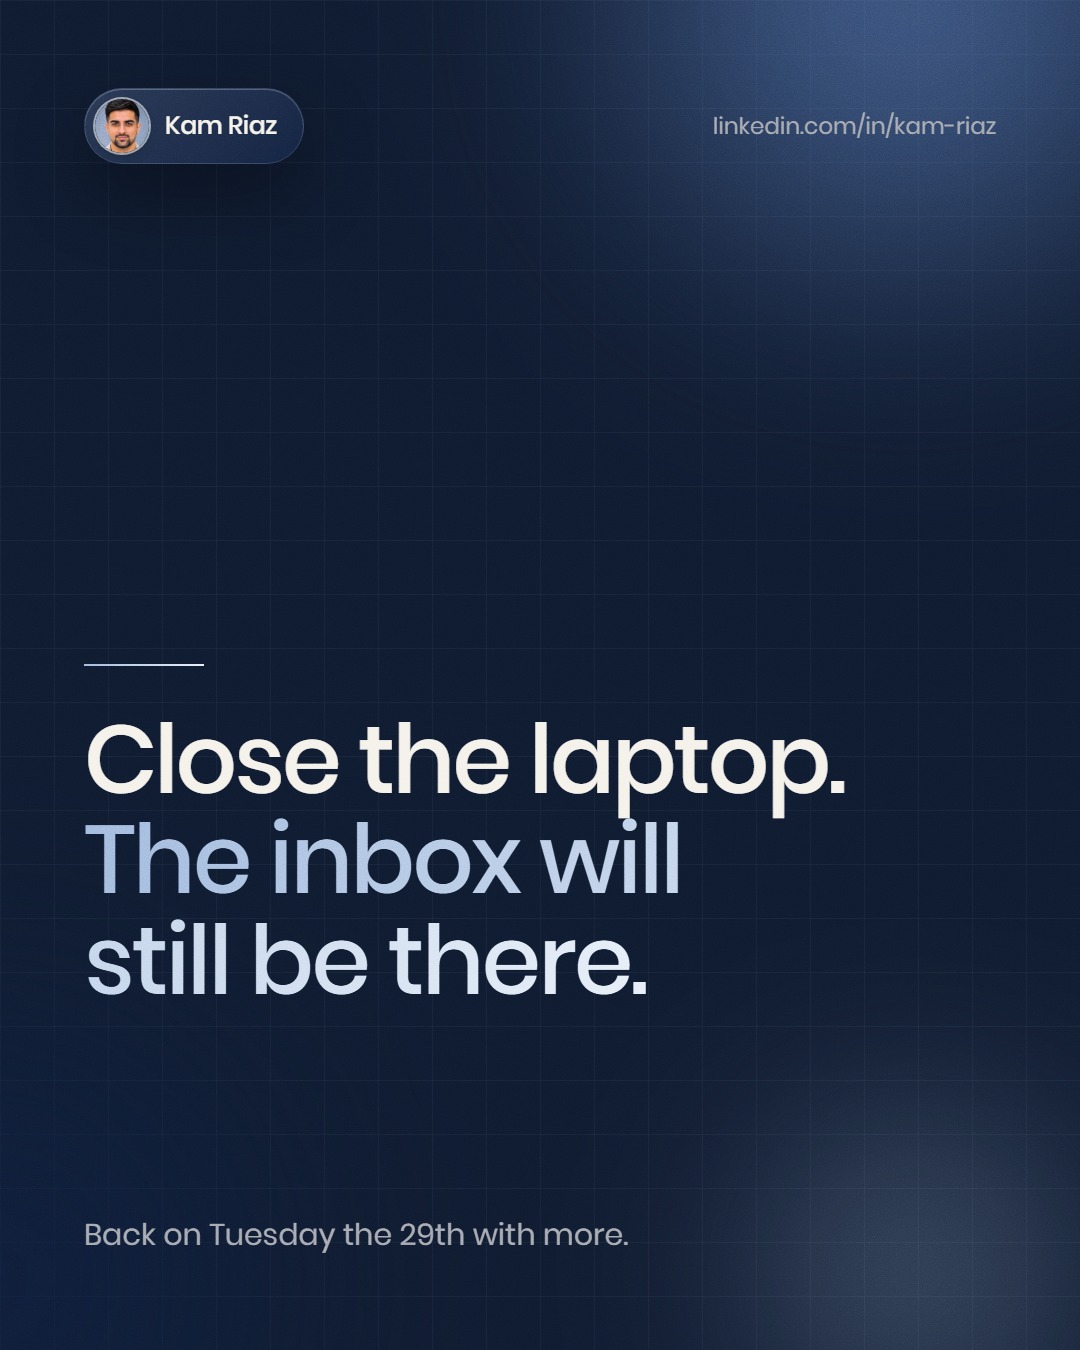 Kam Riaz
linkedin.com/in/kam-riaz
Close the laptop.
The inbox will
still be there.
Back on Tuesday the 29th with more.